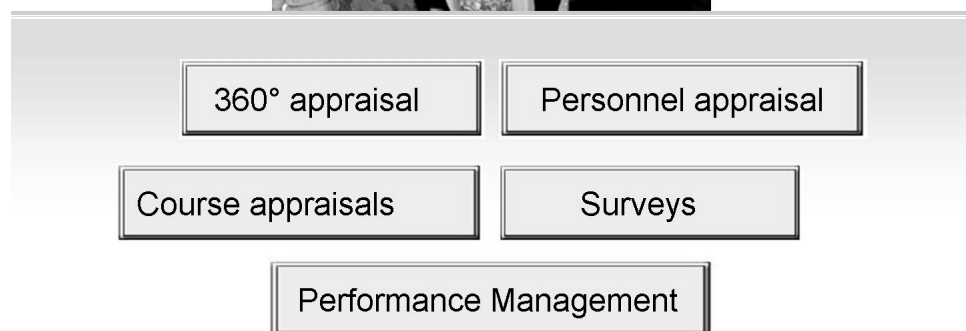 360° appraisal
Personnel appraisal
Course appraisals
Surveys
Performance Management